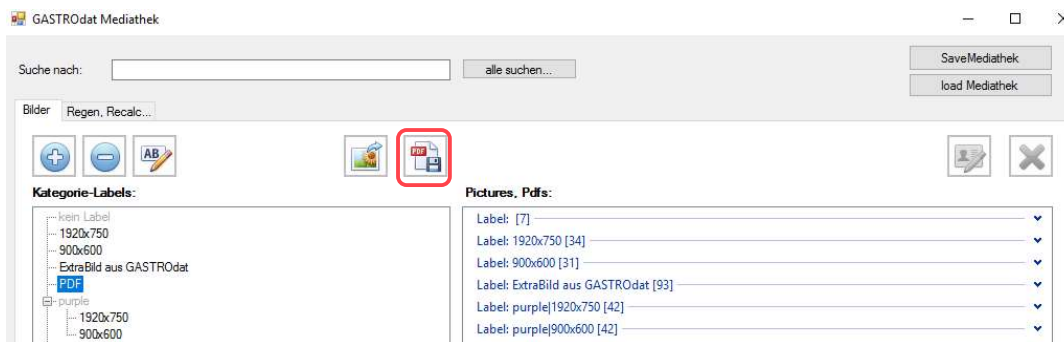 GASTROdat Mediathek
Suche nach:
alle suchen...
SaveMediathek
load Mediathek
Bilder
Regen, Recalc...
AB
PDF
Kategorie-Labels:
kein Label
1920x750
900x600
ExtraBild aus GASTROdat
PDF
purple
1920x750
900x600
Pictures, Pdfs:
Label: [7]
Label: 1920x750 [34]
Label: 900x600 [31]
Label: ExtraBild aus GASTROdat [93]
Label: purple|1920x750 [42]
Label: purple|900x600 [42]